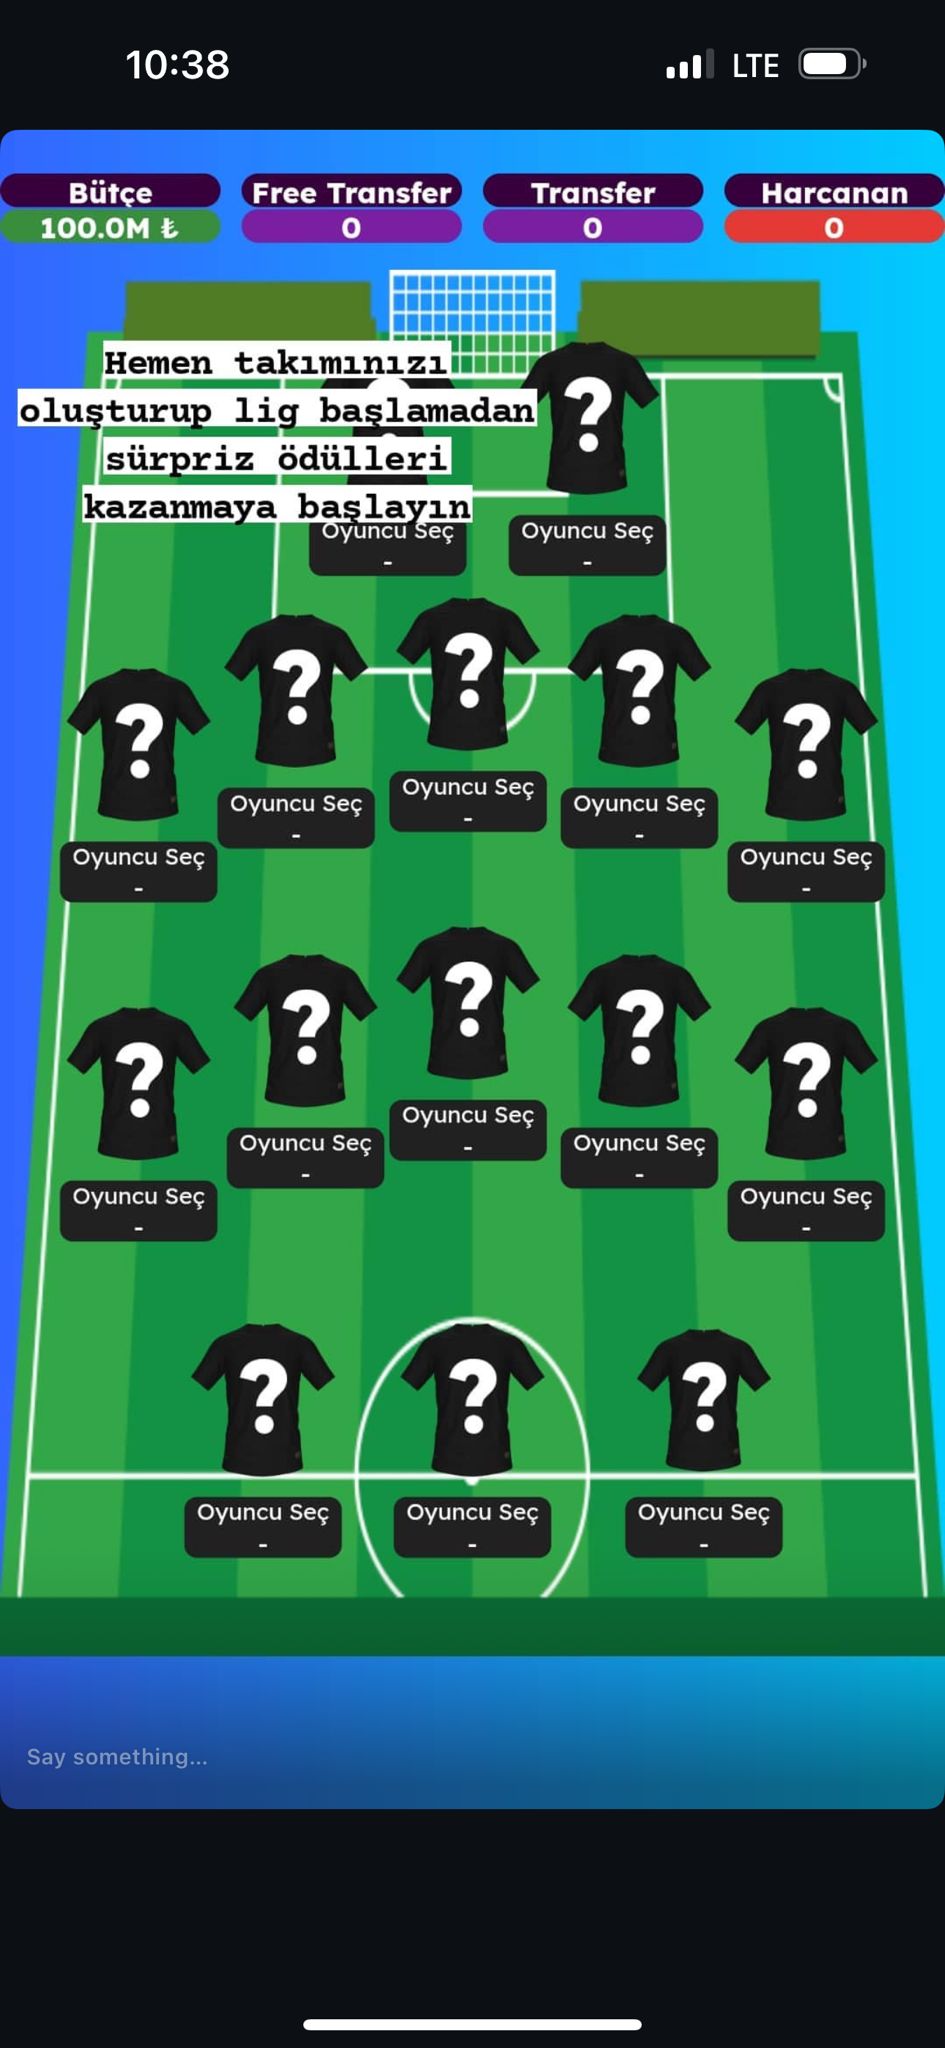 10:38
LTE
Bütçe Free Transfer Transfer Harcanan
100.0M ₺ 0 0 0
Hemen takımınızı
oluşturup lig başlamadan
sürpriz ödülleri
kazanmaya başlayın
?
Oyuncu Seç Oyuncu Seç
- -
? ? ? ? ?
Oyuncu Seç Oyuncu Seç Oyuncu Seç Oyuncu Seç Oyuncu Seç
- - - - -
? ? ? ? ?
Oyuncu Seç Oyuncu Seç Oyuncu Seç Oyuncu Seç Oyuncu Seç
- - - - -
? ? ?
Oyuncu Seç Oyuncu Seç Oyuncu Seç
- - -
Say something...